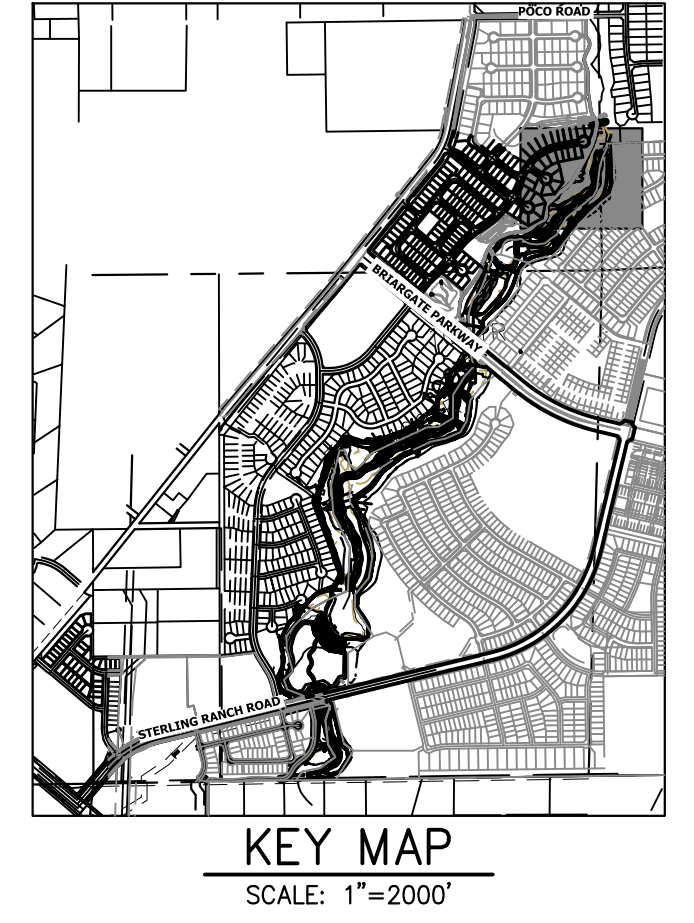 POCO ROAD
BRIARGATE PARKWAY
STERLING RANCH ROAD
KEY MAP
SCALE: 1"=2000'